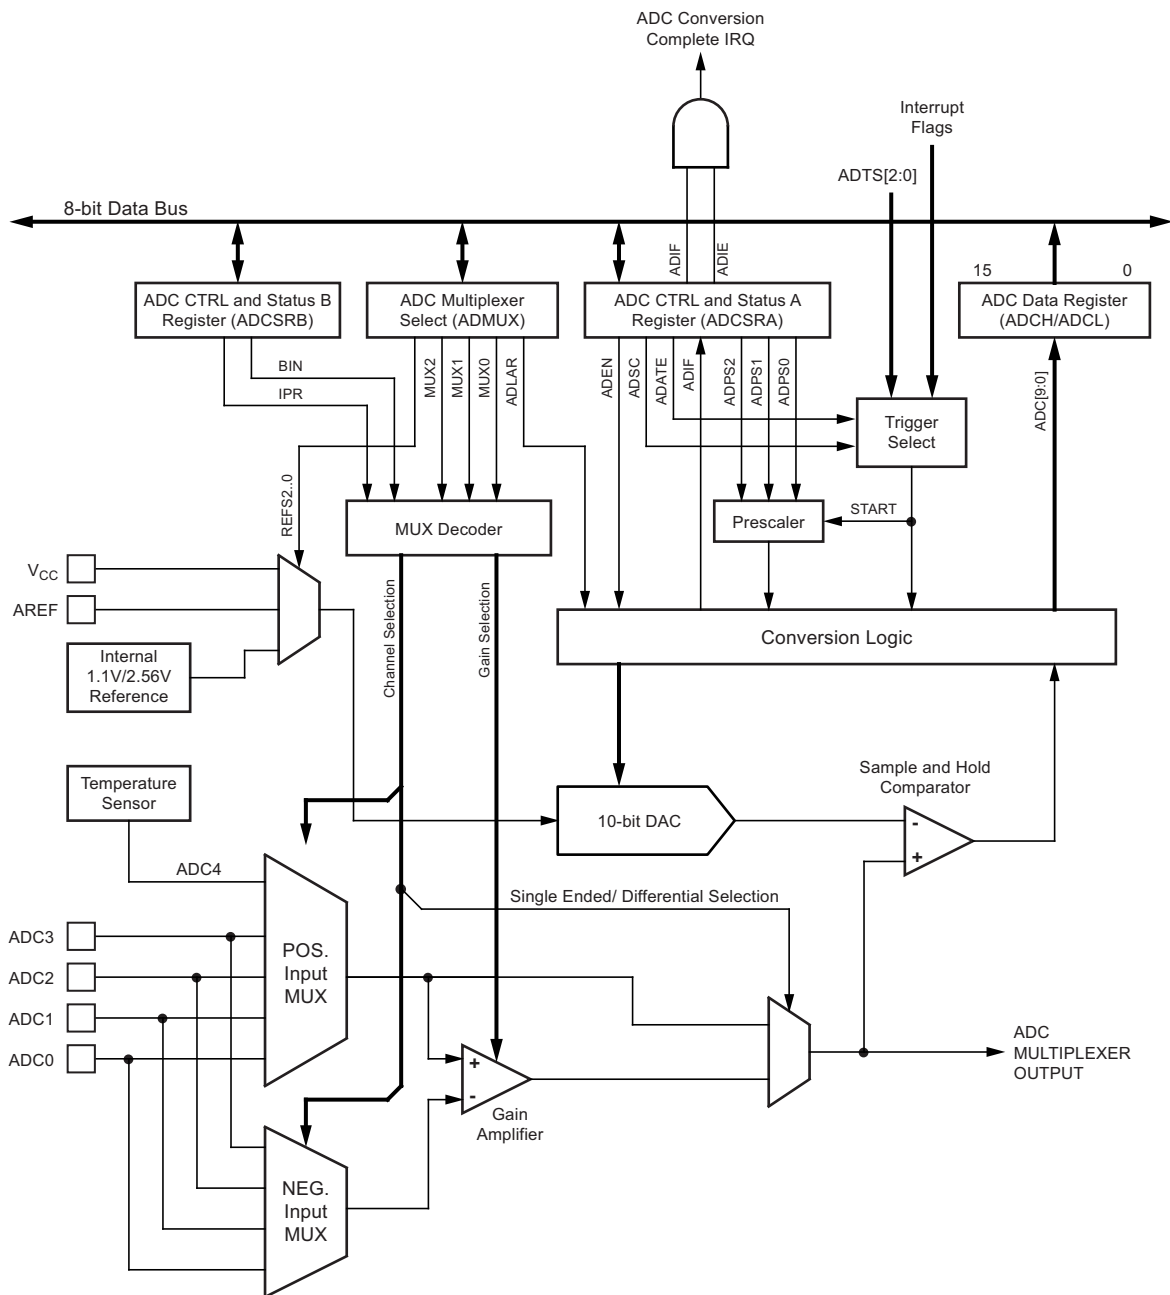 ADC Conversion
Complete IRQ
Interrupt
Flags
ADTS[2:0]
8-bit Data Bus
ADIF
ADIE
15
0
ADC CTRL and Status B
Register (ADCSRB)
ADC Multiplexer
Select (ADMUX)
ADC CTRL and Status A
Register (ADCSRA)
ADC Data Register
(ADCH/ADCL)
BIN
IPR
MUX2
MUX1
MUX0
ADLAR
ADEN
ADSC
ADATE
ADIF
ADPS2
ADPS1
ADPS0
ADC[9:0]
Trigger
Select
REFS2..0
MUX Decoder
Prescaler
START
VCC
AREF
Internal
1.1V/2.56V
Reference
Channel Selection
Gain Selection
Conversion Logic
Temperature
Sensor
10-bit DAC
Sample and Hold
Comparator
-
+
ADC4
Single Ended/ Differential Selection
ADC3
ADC2
ADC1
ADC0
POS.
Input
MUX
+
-
Gain
Amplifier
ADC
MULTIPLEXER
OUTPUT
NEG.
Input
MUX